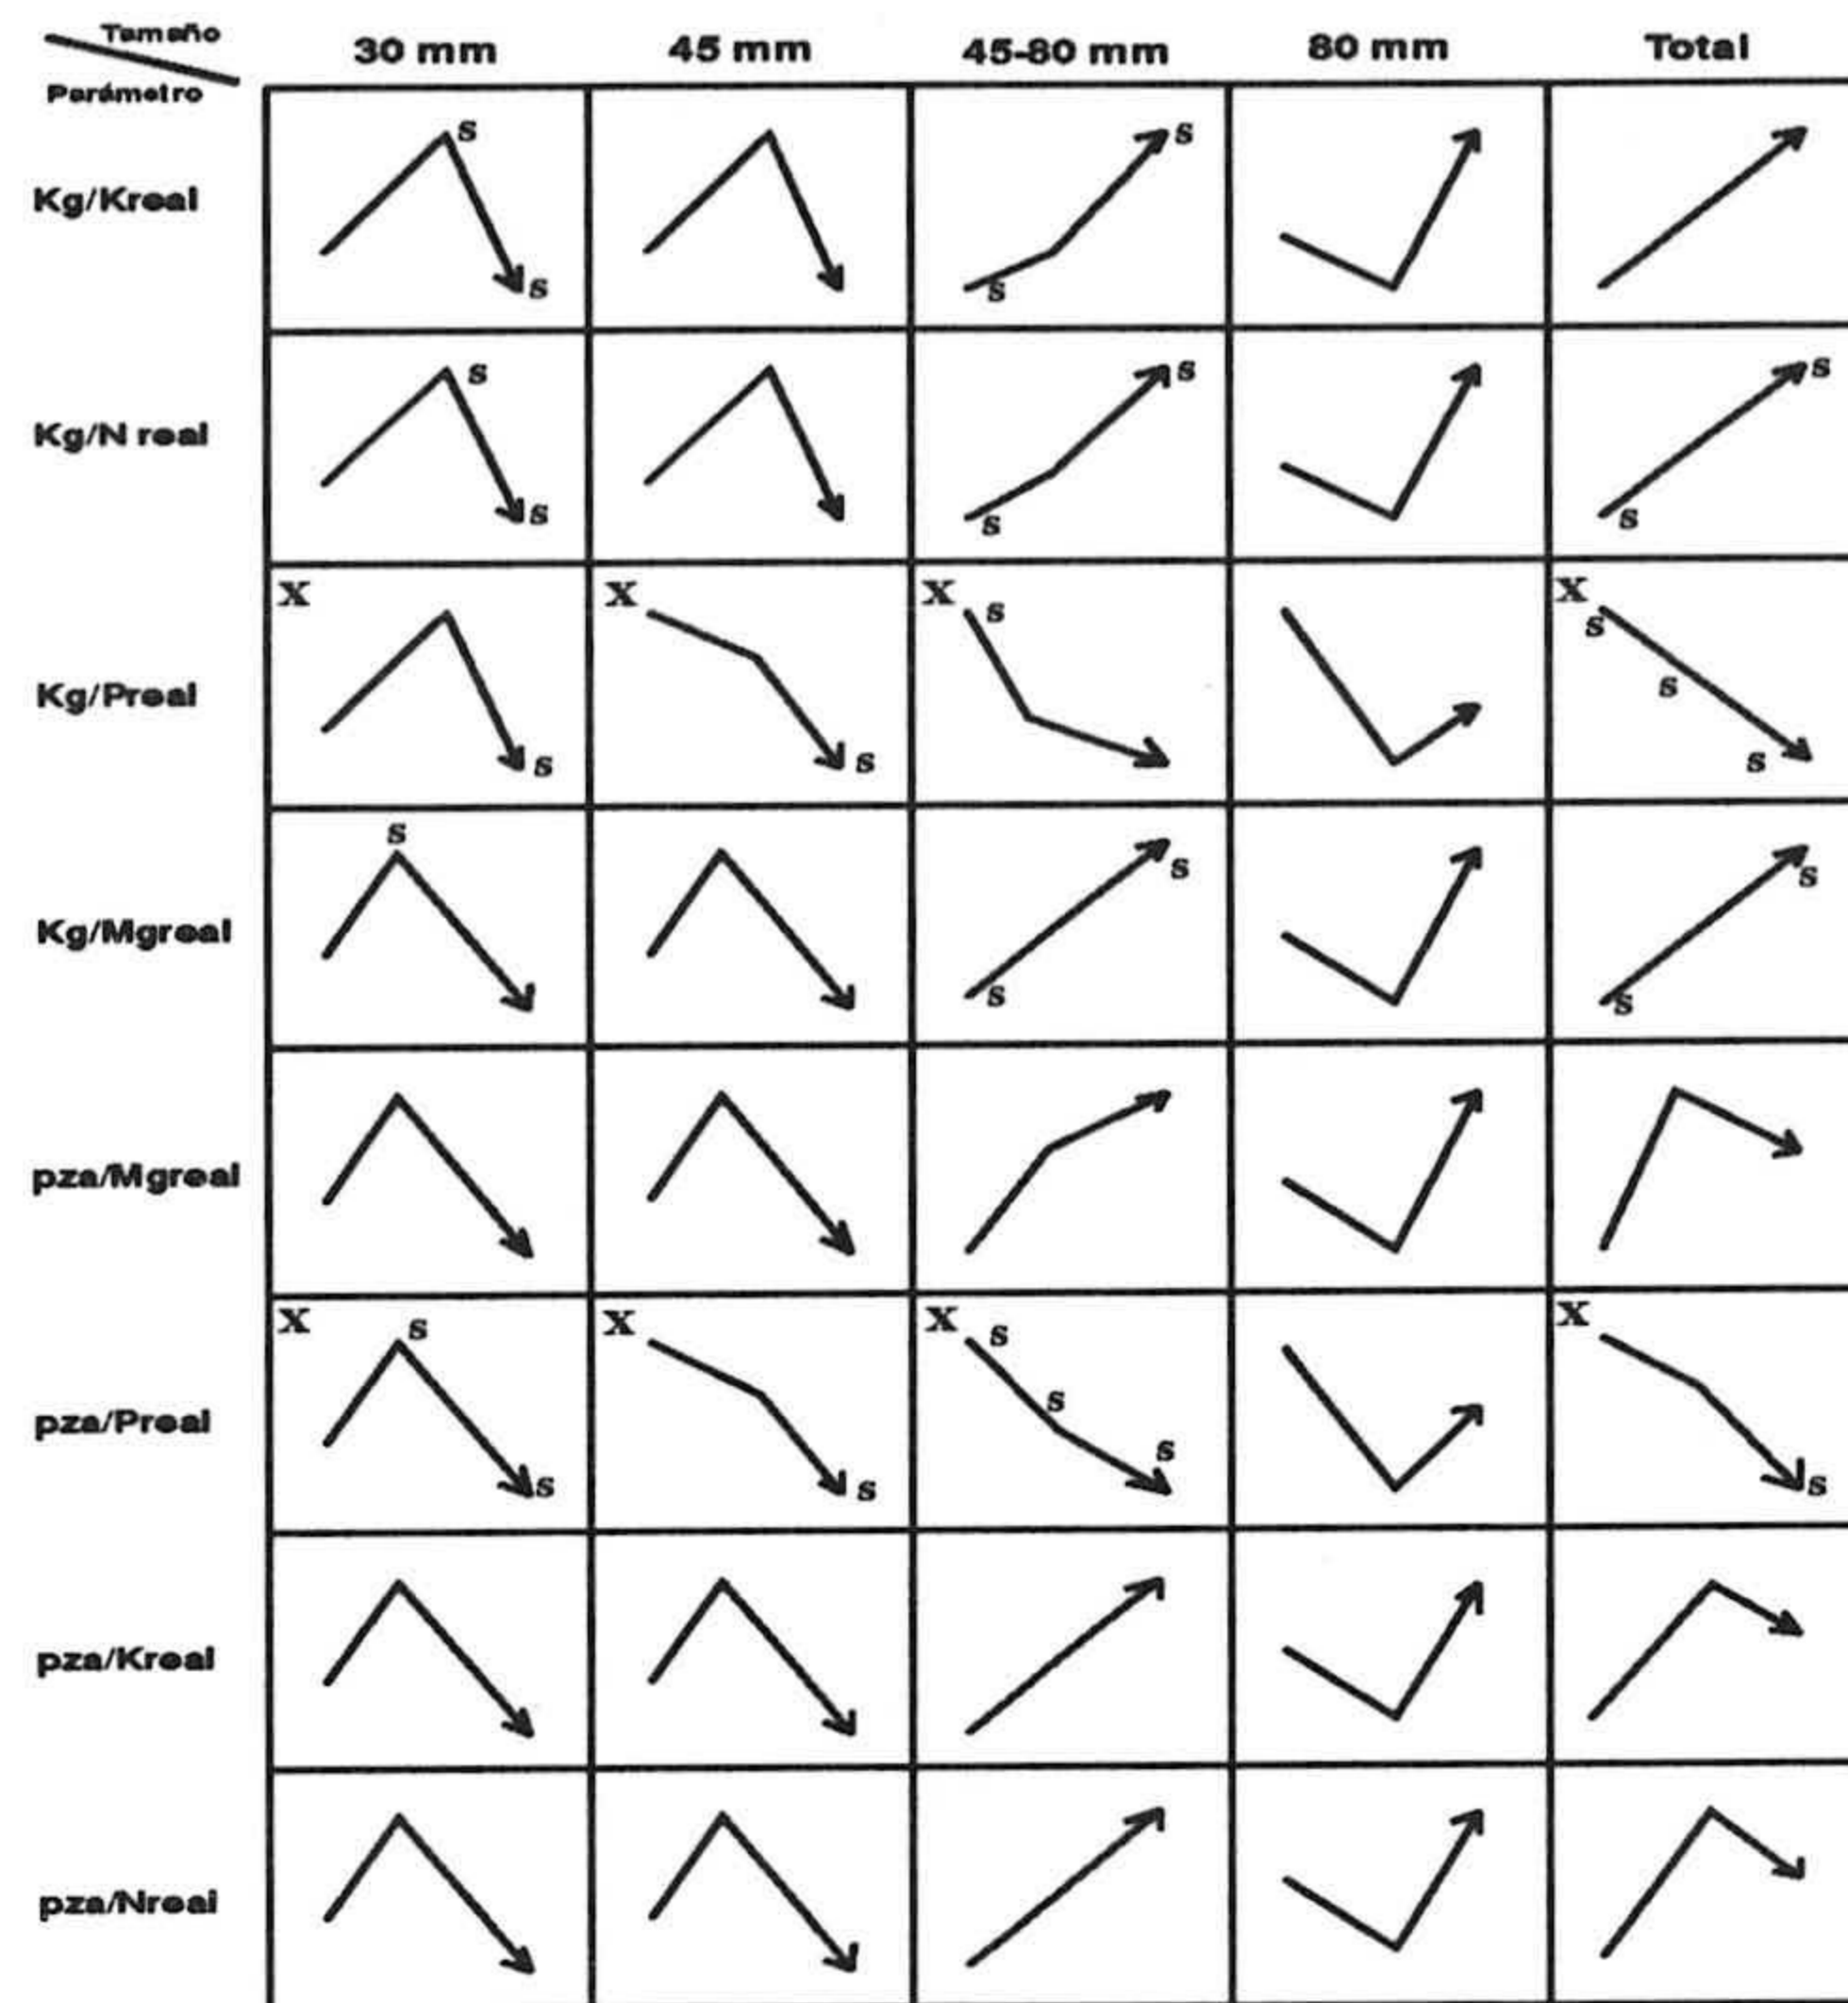 Tamaño
Parámetro
30 mm 45 mm 45-80 mm 80 mm Total
Kg/Kreal
s
s
s
s
Kg/N real
s
s
s
s
s
s
Kg/Preal
X
s
X
s
X
s
X
s
s
s
Kg/Mgreal
s
s
s
s
s
pza/Mgreal
pza/Preal
X
s
s
X
s
X
s
s
s
X
s
pza/Kreal
pza/Nreal